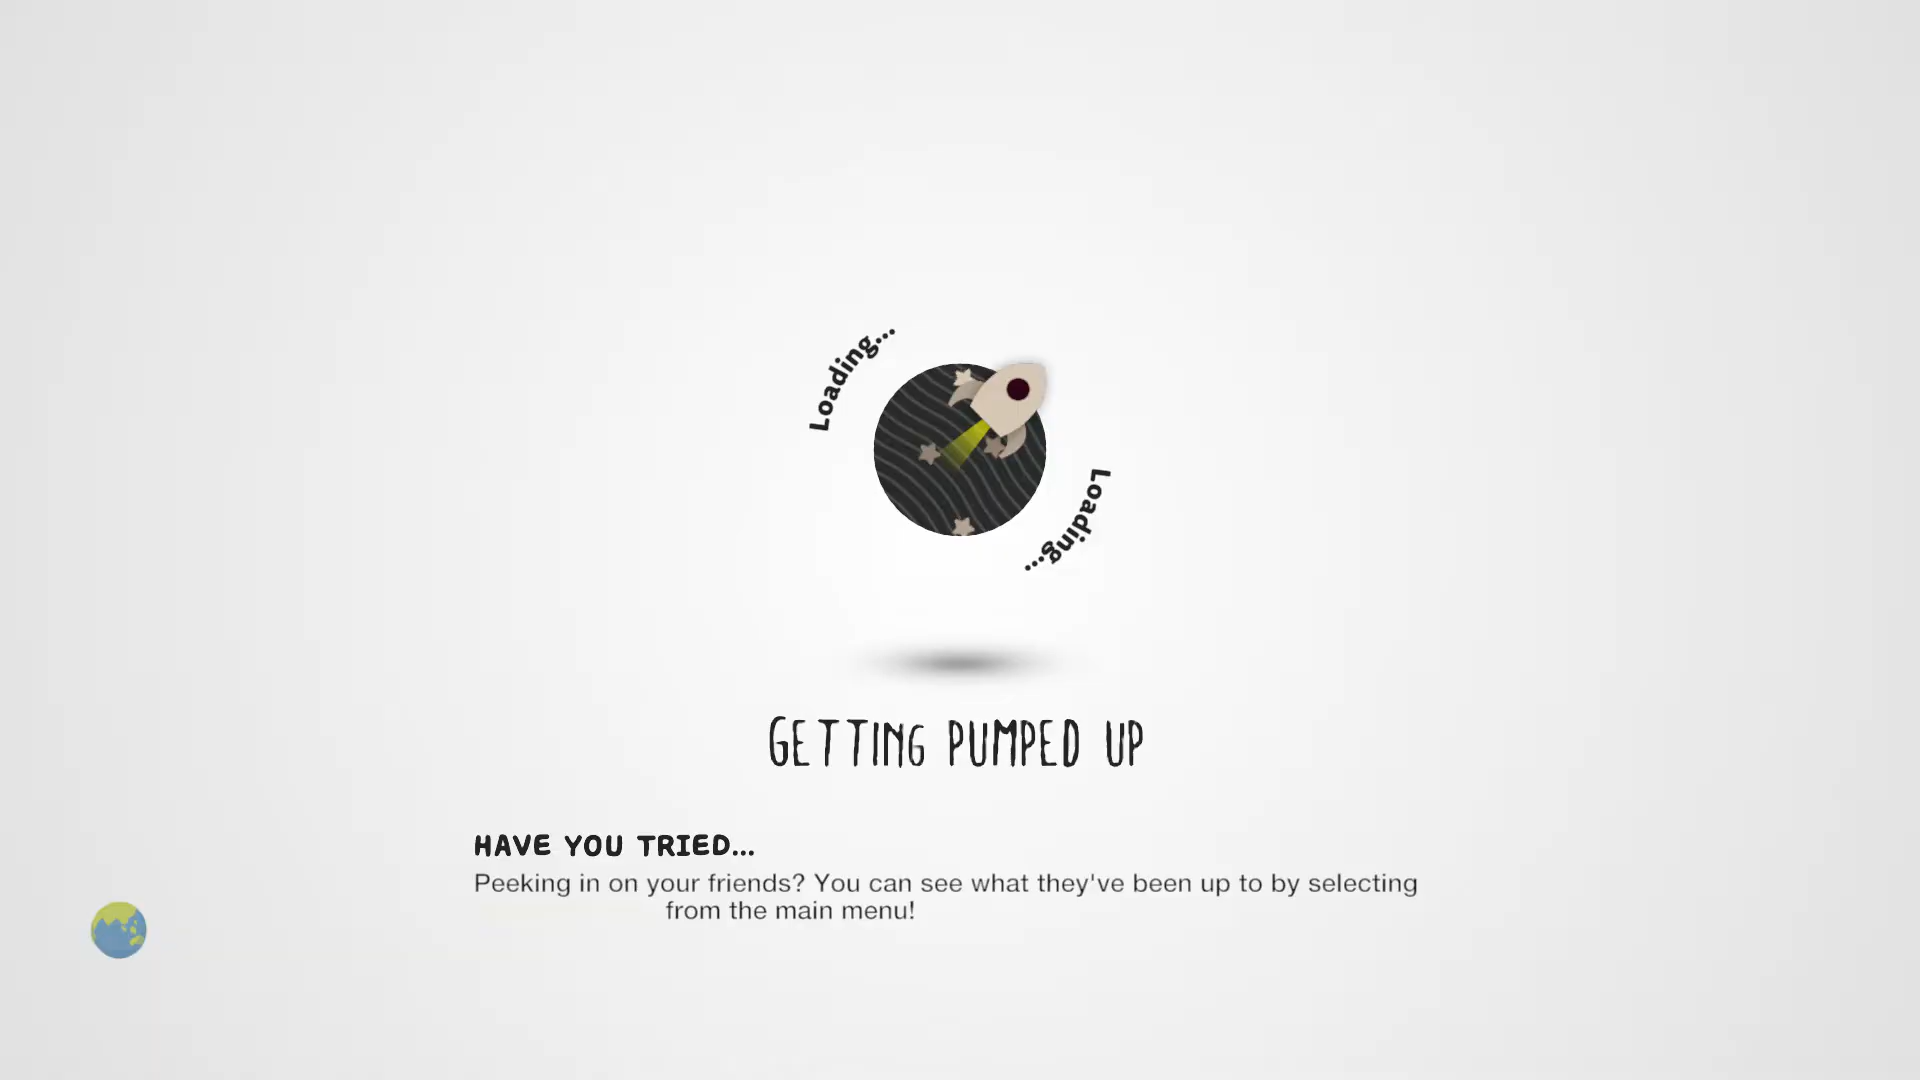 Loading...
Loading...
GETTING PUMPED UP
HAVE YOU TRIED...
Peeking in on your friends? You can see what they've been up to by selecting
from the main menu!